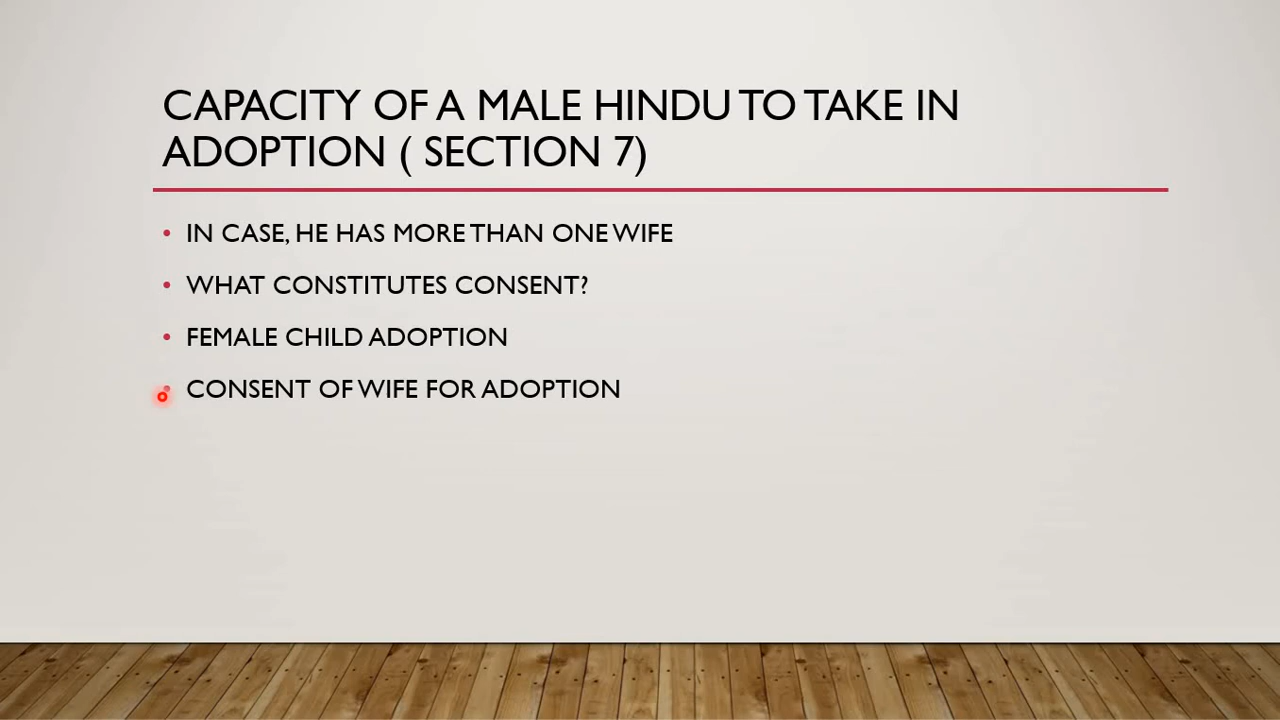 CAPACITY OF A MALE HINDU TO TAKE IN
ADOPTION ( SECTION 7)
• IN CASE, HE HAS MORE THAN ONE WIFE
• WHAT CONSTITUTES CONSENT?
• FEMALE CHILD ADOPTION
• CONSENT OF WIFE FOR ADOPTION